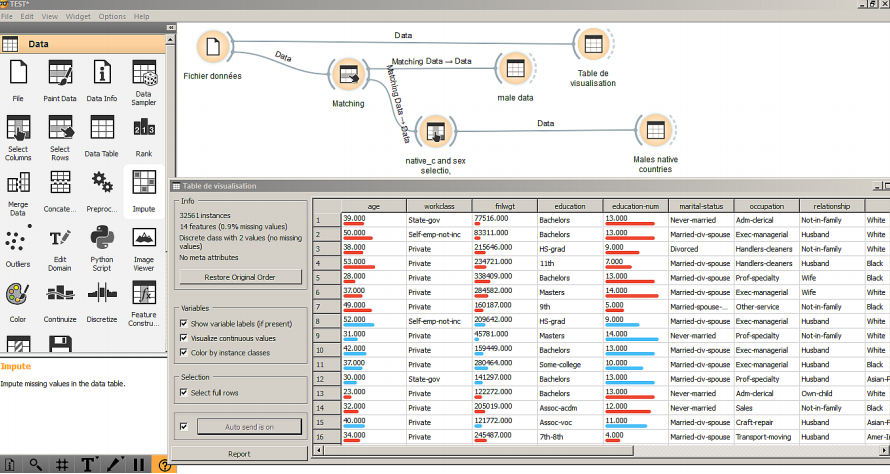 TEST*
File Edit View Widget Options Help
Data
File
Paint Data
Data Info
Data
Sampler
Select
Columns
Select
Rows
Data Table
Rank
Merge
Data
Concate...
Preproc...
Impute
Outliers
Edit
Domain
Python
Script
Image
Viewer
Color
Continuize
Discretize
Feature
Constru...
Impute
Impute missing values in the data table.
Fichier données
Data
Data
Matching
Matching Data → Data
Matching Data → Data
male data
Table de
visualisation
native_c and sex
selectio,
Data
Males native
countries
Table de visualisation
Info
32561 instances
14 features (0.9% missing values)
Discrete class with 2 values (no missing
values)
No meta attributes
Restore Original Order
Variables
Show variable labels (if present)
Visualize continuous values
Color by instance classes
Selection
Select full rows
Auto send is on
Report
age workclass fnlwgt education education-num marital-status occupation relationship
1 39.000 State-gov 77516.000 Bachelors 13.000 Never-married Adm-clerical Not-in-family White
2 50.000 Self-emp-not-inc 83311.000 Bachelors 13.000 Married-civ-spouse Exec-managerial Husband White
3 38.000 Private 215646.000 HS-grad 9.000 Divorced Handlers-cleaners Not-in-family White
4 53.000 Private 234721.000 11th 7.000 Married-civ-spouse Handlers-cleaners Husband Black
5 28.000 Private 338409.000 Bachelors 13.000 Married-civ-spouse Prof-specialty Wife Black
6 37.000 Private 284582.000 Masters 14.000 Married-civ-spouse Exec-managerial Wife White
7 49.000 Private 160187.000 9th 5.000 Married-spouse-... Other-service Not-in-family Black
8 52.000 Self-emp-not-inc 209642.000 HS-grad 9.000 Married-civ-spouse Exec-managerial Husband White
9 31.000 Private 45781.000 Masters 14.000 Never-married Prof-specialty Not-in-family White
10 42.000 Private 159449.000 Bachelors 13.000 Married-civ-spouse Exec-managerial Husband White
11 37.000 Private 280464.000 Some-college 10.000 Married-civ-spouse Exec-managerial Husband Black
12 30.000 State-gov 141297.000 Bachelors 13.000 Married-civ-spouse Prof-specialty Husband Asian-P
13 23.000 Private 122272.000 Bachelors 13.000 Never-married Adm-clerical Own-child White
14 32.000 Private 205019.000 Assoc-acdm 12.000 Never-married Sales Not-in-family Black
15 40.000 Private 121772.000 Assoc-voc 11.000 Married-civ-spouse Craft-repair Husband Asian-P
16 34.000 Private 245487.000 7th-8th 4.000 Married-civ-spouse Transport-moving Husband Amer-I